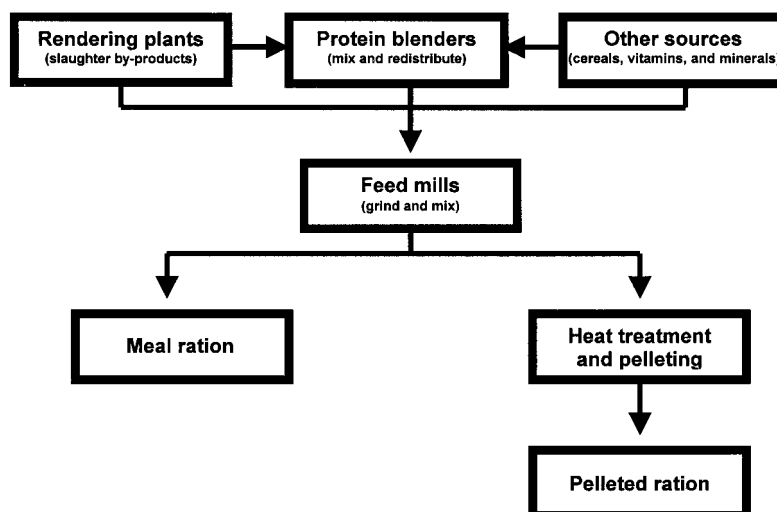 Rendering plants
(slaughter by-products)
Protein blenders
(mix and redistribute)
Other sources
(cereals, vitamins, and minerals)
Feed mills
(grind and mix)
Meal ration
Heat treatment
and pelleting
Pelleted ration